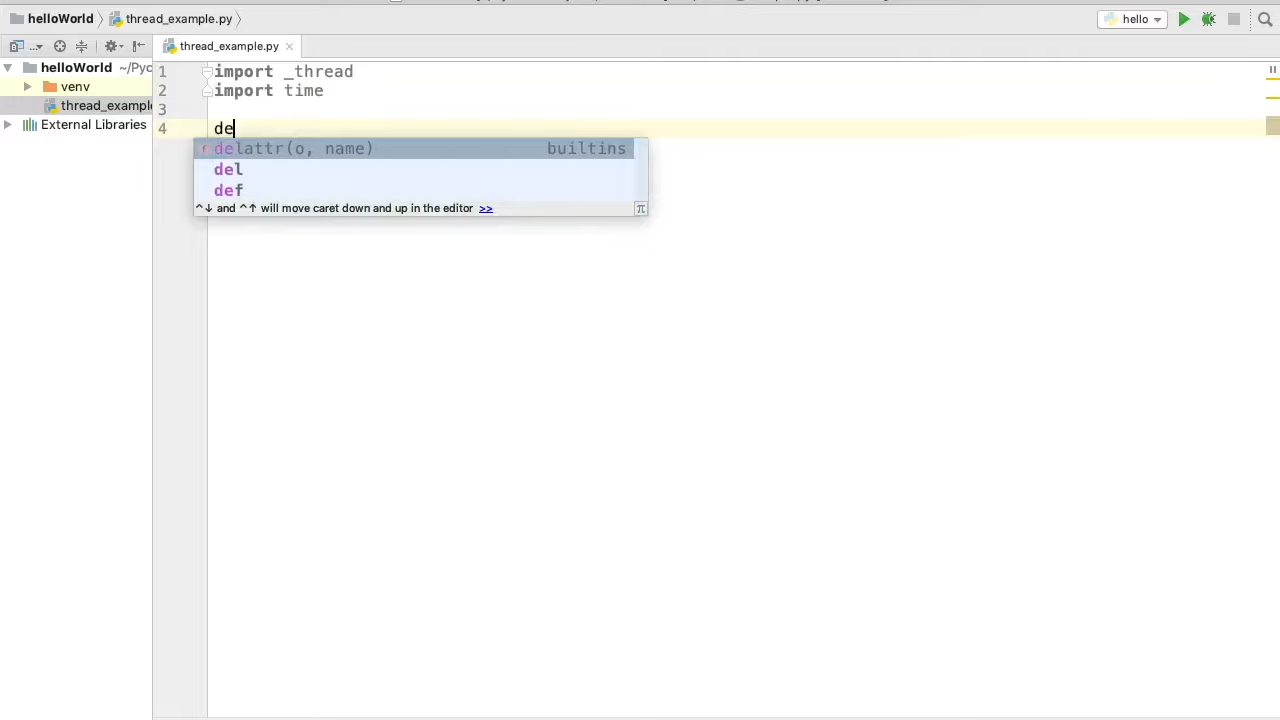 helloWorld thread_example.py hello
... thread_example.py
helloWorld ~/Pyc
venv
thread_example
External Libraries
1 import _thread
2 import time
3
4 de
f delattr(o, name) builtins
del
def
^↓ and ^↑ will move caret down and up in the editor >>
π